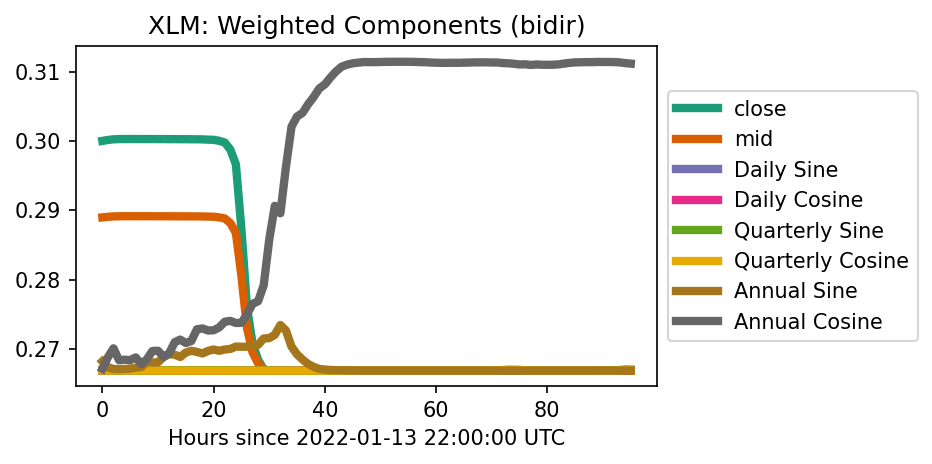 XLM: Weighted Components (bidir)
0.31
0.30
0.29
0.28
0.27
0
20
40
60
80
Hours since 2022-01-13 22:00:00 UTC
close
mid
Daily Sine
Daily Cosine
Quarterly Sine
Quarterly Cosine
Annual Sine
Annual Cosine